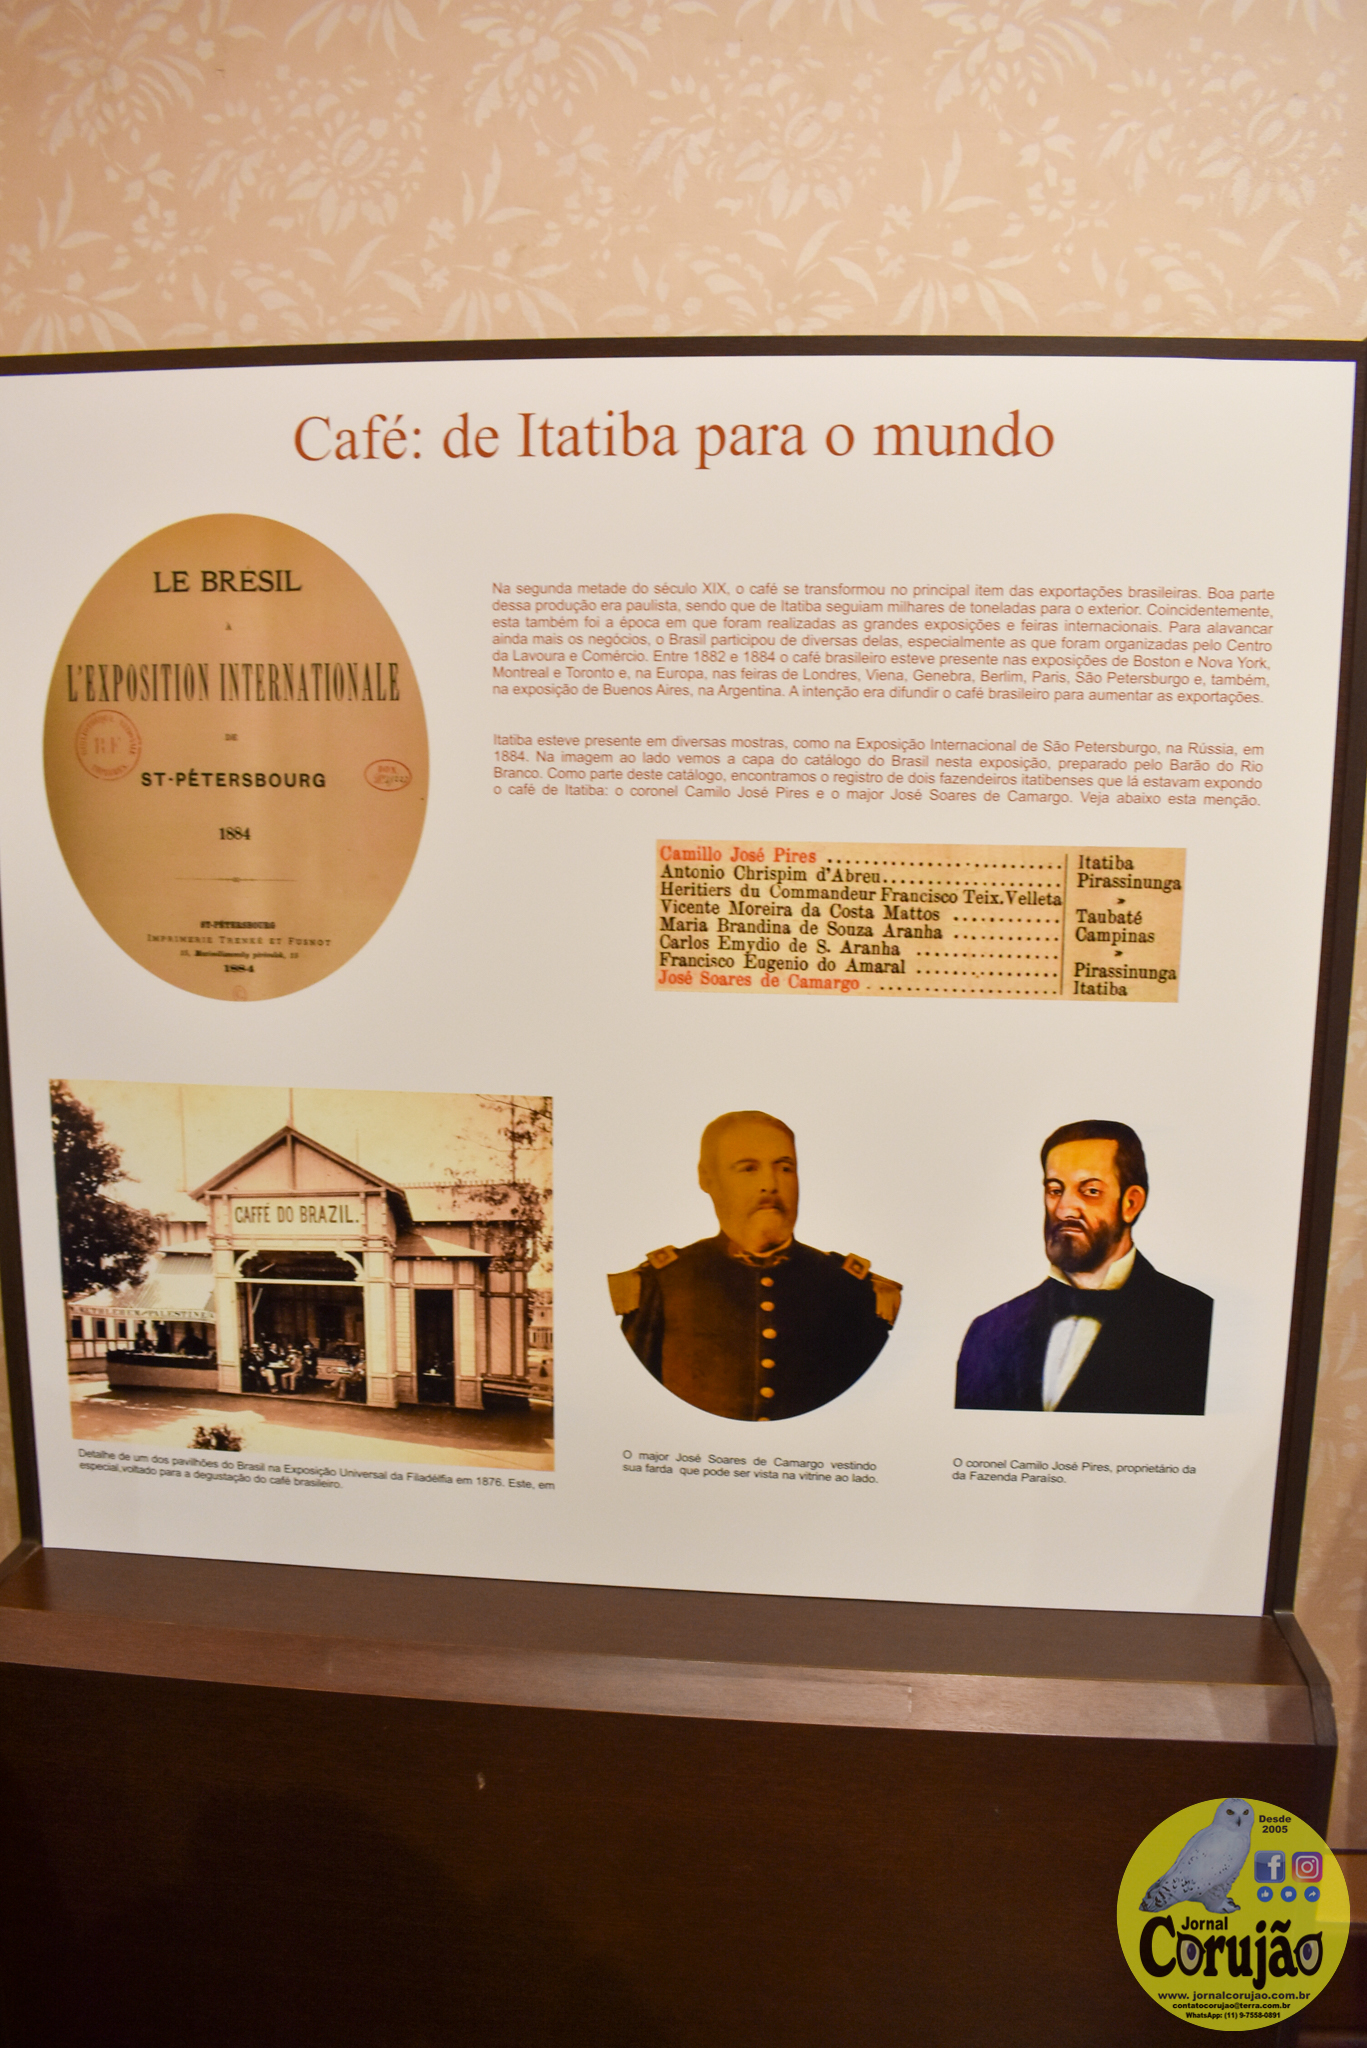 Café: de Itatiba para o mundo
LE BRÉSIL
À
L'EXPOSITION INTERNATIONALE
DE
ST-PÉTERSBOURG
1884
ST-PÉTERSBOURG
IMPRIMERIE TRENKE ET FUSNOT
1884
Na segunda metade do século XIX, o café se transformou no principal item das exportações brasileiras. Boa parte
dessa produção era paulista, sendo que de Itatiba seguiam milhares de toneladas para o exterior. Coincidentemente,
esta também foi a época em que foram realizadas as grandes exposições e feiras internacionais. Para alavancar
ainda mais os negócios, o Brasil participou de diversas delas, especialmente as que foram organizadas pelo Centro
da Lavoura e Comércio. Entre 1882 e 1884 o café brasileiro esteve presente nas exposições de Boston e Nova York,
Montreal e Toronto e, na Europa, nas feiras de Londres, Viena, Genebra, Berlim, Paris, São Petersburgo e, também,
na exposição de Buenos Aires, na Argentina. A intenção era difundir o café brasileiro para aumentar as exportações.
Itatiba esteve presente em diversas mostras, como na Exposição Internacional de São Petersburgo, na Rússia, em
1884. Na imagem ao lado vemos a capa do catálogo do Brasil nesta exposição, preparado pelo Barão do Rio
Branco. Como parte deste catálogo, encontramos o registro de dois fazendeiros itatibenses que lá estavam expondo
o café de Itatiba: o coronel Camilo José Pires e o major José Soares de Camargo. Veja abaixo esta menção.
Camillo José Pires .......................... Itatiba
Antonio Chrispim d'Abreu.................... Pirassinunga
Heritiers du Commandeur Francisco Teix. Velleta »
Vicente Moreira da Costa Mattos ............ Taubaté
Maria Brandina de Souza Aranha ............ Campinas
Carlos Emydio de S. Aranha ................ »
Francisco Eugenio do Amaral ................ Pirassinunga
José Soares de Camargo . .................... Itatiba
CAFFÉ DO BRAZIL.
BETHLEHEM PALESTINE
Detalhe de um dos pavilhões do Brasil na Exposição Universal da Filadélfia em 1876. Este, em
especial,voltado para a degustação do café brasileiro.
O major José Soares de Camargo vestindo
sua farda que pode ser vista na vitrine ao lado.
O coronel Camilo José Pires, proprietário da
da Fazenda Paraíso.
Desde
2005
Jornal
Corujão
www.jornalcorujao.com.br
contatocorujao@terra.com.br
WhatsApp: (11) 9-7558-0891